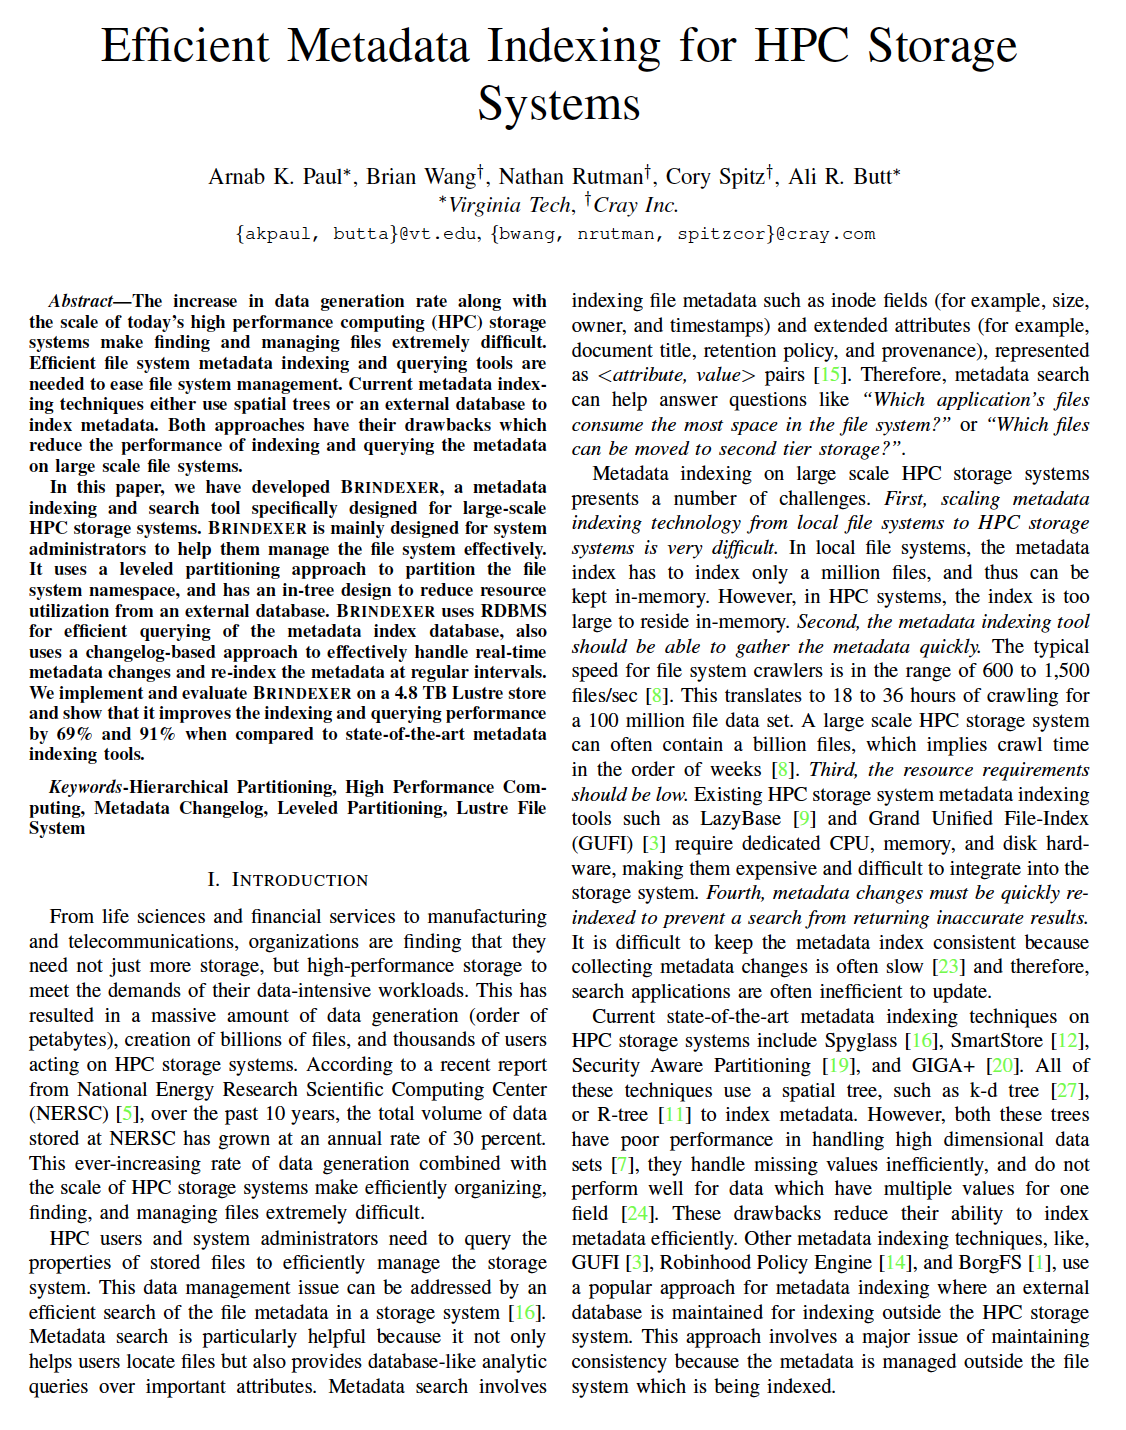 Efficient Metadata Indexing for HPC Storage
Systems
Arnab K. Paul*, Brian Wang†, Nathan Rutman†, Cory Spitz†, Ali R. Butt*
*Virginia Tech, †Cray Inc.
{akpaul, butta}@vt.edu, {bwang, nrutman, spitzcor}@cray.com
Abstract—The increase in data generation rate along with
the scale of today's high performance computing (HPC) storage
systems make finding and managing files extremely difficult.
Efficient file system metadata indexing and querying tools are
needed to ease file system management. Current metadata index-
ing techniques either use spatial trees or an external database to
index metadata. Both approaches have their drawbacks which
reduce the performance of indexing and querying the metadata
on large scale file systems.
In this paper, we have developed BRINDEXER, a metadata
indexing and search tool specifically designed for large-scale
HPC storage systems. BRINDEXER is mainly designed for system
administrators to help them manage the file system effectively.
It uses a leveled partitioning approach to partition the file
system namespace, and has an in-tree design to reduce resource
utilization from an external database. BRINDEXER uses RDBMS
for efficient querying of the metadata index database, also
uses a changelog-based approach to effectively handle real-time
metadata changes and re-index the metadata at regular intervals.
We implement and evaluate BRINDEXER on a 4.8 TB Lustre store
and show that it improves the indexing and querying performance
by 69% and 91% when compared to state-of-the-art metadata
indexing tools.
Keywords-Hierarchical Partitioning, High Performance Com-
puting, Metadata Changelog, Leveled Partitioning, Lustre File
System
I. INTRODUCTION
From life sciences and financial services to manufacturing
and telecommunications, organizations are finding that they
need not just more storage, but high-performance storage to
meet the demands of their data-intensive workloads. This has
resulted in a massive amount of data generation (order of
petabytes), creation of billions of files, and thousands of users
acting on HPC storage systems. According to a recent report
from National Energy Research Scientific Computing Center
(NERSC) [5], over the past 10 years, the total volume of data
stored at NERSC has grown at an annual rate of 30 percent.
This ever-increasing rate of data generation combined with
the scale of HPC storage systems make efficiently organizing,
finding, and managing files extremely difficult.
HPC users and system administrators need to query the
properties of stored files to efficiently manage the storage
system. This data management issue can be addressed by an
efficient search of the file metadata in a storage system [16].
Metadata search is particularly helpful because it not only
helps users locate files but also provides database-like analytic
queries over important attributes. Metadata search involves
indexing file metadata such as inode fields (for example, size,
owner, and timestamps) and extended attributes (for example,
document title, retention policy, and provenance), represented
as <attribute, value> pairs [15]. Therefore, metadata search
can help answer questions like “Which application's files
consume the most space in the file system?” or “Which files
can be moved to second tier storage?”.
Metadata indexing on large scale HPC storage systems
presents a number of challenges. First, scaling metadata
indexing technology from local file systems to HPC storage
systems is very difficult. In local file systems, the metadata
index has to index only a million files, and thus can be
kept in-memory. However, in HPC systems, the index is too
large to reside in-memory. Second, the metadata indexing tool
should be able to gather the metadata quickly. The typical
speed for file system crawlers is in the range of 600 to 1,500
files/sec [8]. This translates to 18 to 36 hours of crawling for
a 100 million file data set. A large scale HPC storage system
can often contain a billion files, which implies crawl time
in the order of weeks [8]. Third, the resource requirements
should be low. Existing HPC storage system metadata indexing
tools such as LazyBase [9] and Grand Unified File-Index
(GUFI) [3] require dedicated CPU, memory, and disk hard-
ware, making them expensive and difficult to integrate into the
storage system. Fourth, metadata changes must be quickly re-
indexed to prevent a search from returning inaccurate results.
It is difficult to keep the metadata index consistent because
collecting metadata changes is often slow [23] and therefore,
search applications are often inefficient to update.
Current state-of-the-art metadata indexing techniques on
HPC storage systems include Spyglass [16], SmartStore [12],
Security Aware Partitioning [19], and GIGA+ [20]. All of
these techniques use a spatial tree, such as k-d tree [27],
or R-tree [11] to index metadata. However, both these trees
have poor performance in handling high dimensional data
sets [7], they handle missing values inefficiently, and do not
perform well for data which have multiple values for one
field [24]. These drawbacks reduce their ability to index
metadata efficiently. Other metadata indexing techniques, like,
GUFI [3], Robinhood Policy Engine [14], and BorgFS [1], use
a popular approach for metadata indexing where an external
database is maintained for indexing outside the HPC storage
system. This approach involves a major issue of maintaining
consistency because the metadata is managed outside the file
system which is being indexed.